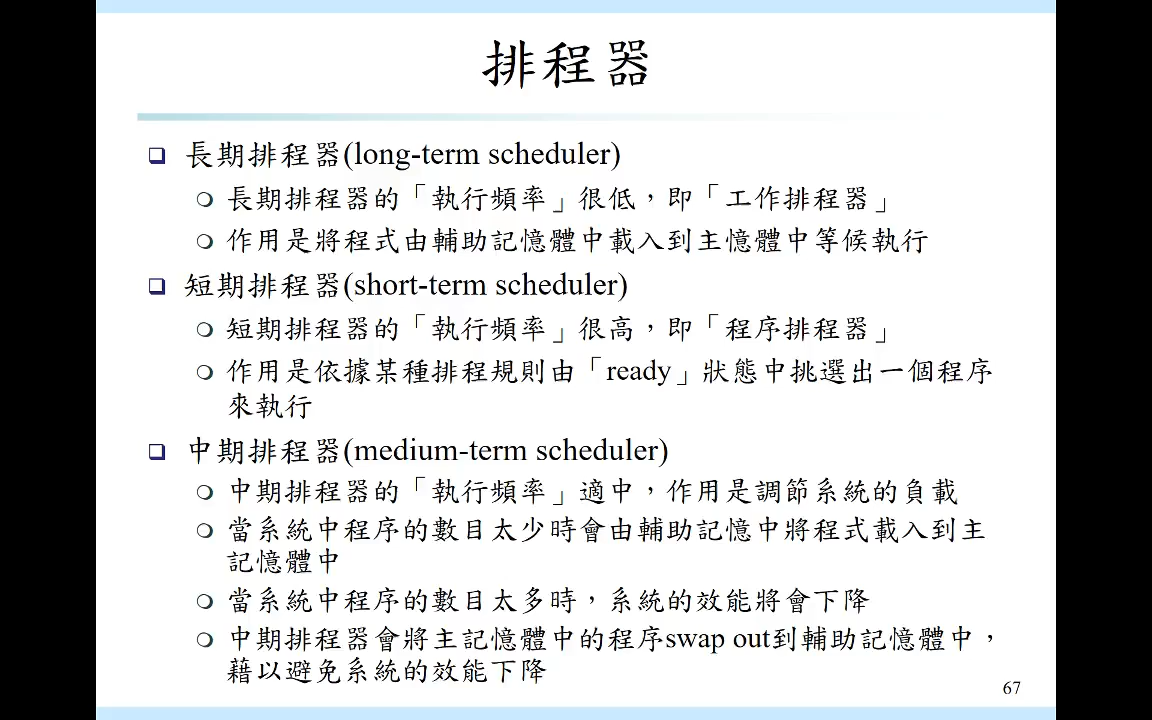 排程器
長期排程器(long-term scheduler)
長期排程器的「執行頻率」很低，即「工作排程器」
作用是將程式由輔助記憶體中載入到主憶體中等候執行
短期排程器(short-term scheduler)
短期排程器的「執行頻率」很高，即「程序排程器」
作用是依據某種排程規則由「ready」狀態中挑選出一個程序
來執行
中期排程器(medium-term scheduler)
中期排程器的「執行頻率」適中，作用是調節系統的負載
當系統中程序的數目太少時會由輔助記憶中將程式載入到主
記憶體中
當系統中程序的數目太多時，系統的效能將會下降
中期排程器會將主記憶體中的程序swap out到輔助記憶體中，
藉以避免系統的效能下降
67